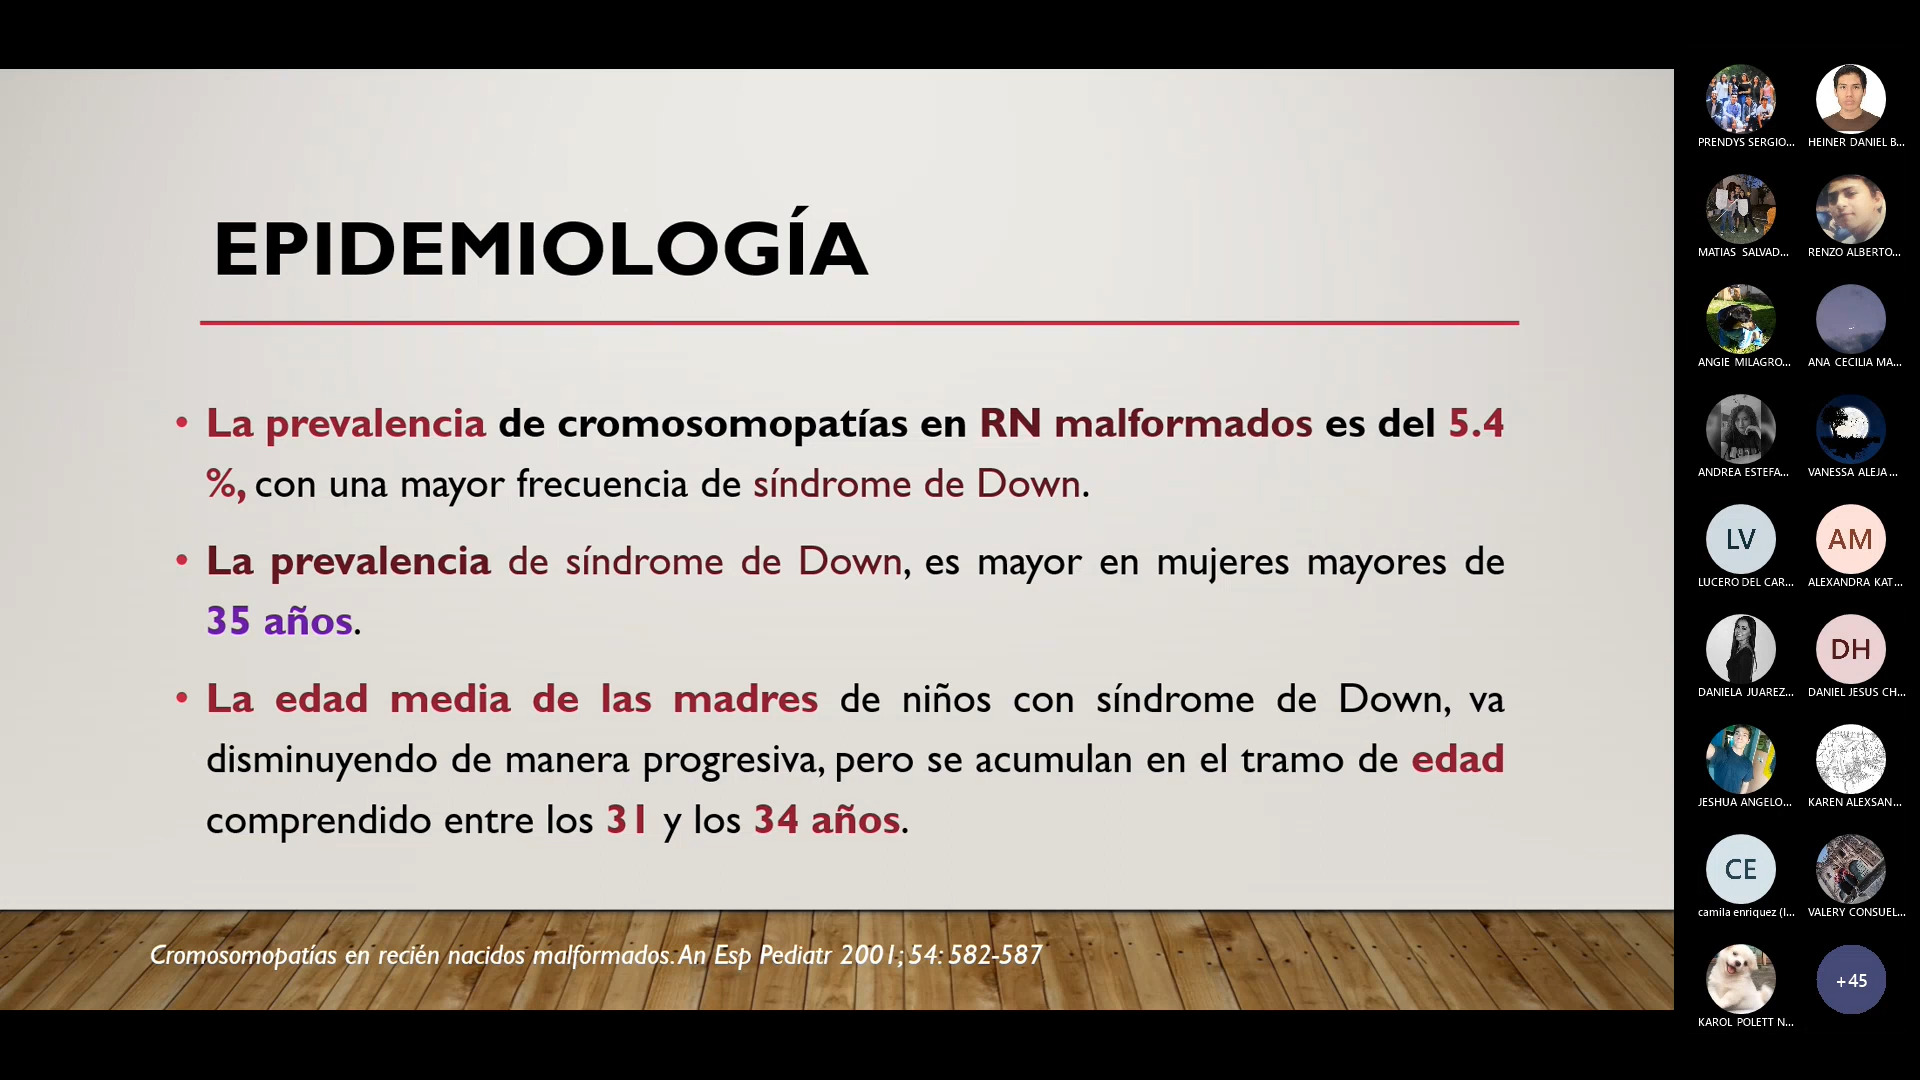 EPIDEMIOLOGÍA
• La prevalencia de cromosomopatías en RN malformados es del 5.4
%, con una mayor frecuencia de síndrome de Down.
• La prevalencia de síndrome de Down, es mayor en mujeres mayores de
35 años.
• La edad media de las madres de niños con síndrome de Down, va
disminuyendo de manera progresiva, pero se acumulan en el tramo de edad
comprendido entre los 31 y los 34 años.
Cromosomopatías en recién nacidos malformados. An Esp Pediatr 2001; 54: 582-587
PRENDYS SERGIO...
HEINER DANIEL B...
MATIAS SALVAD...
RENZO ALBERTO...
ANGIE MILAGRO...
ANA CECILIA MA...
ANDREA ESTEFA...
VANESSA ALEJA...
LV
AM
LUCERO DEL CAR...
ALEXANDRA KAT...
DH
DANIELA JUAREZ...
DANIEL JESUS CH...
JESHUA ANGELO...
KAREN ALEXSAN...
CE
camila enriquez (I...
VALERY CONSUEL...
+45
KAROL POLETT N...